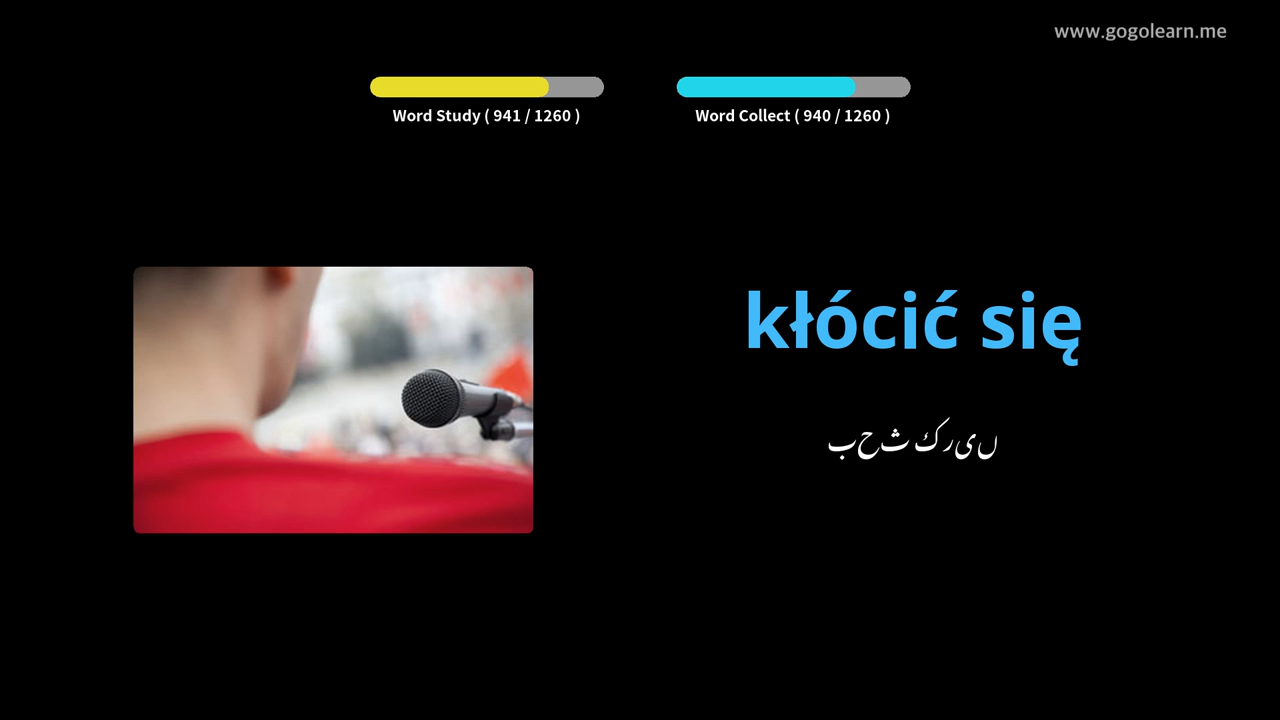 www.gogolearn.me
Word Study ( 941 / 1260 )
Word Collect ( 940 / 1260 )
kłócić się
بحث کریں